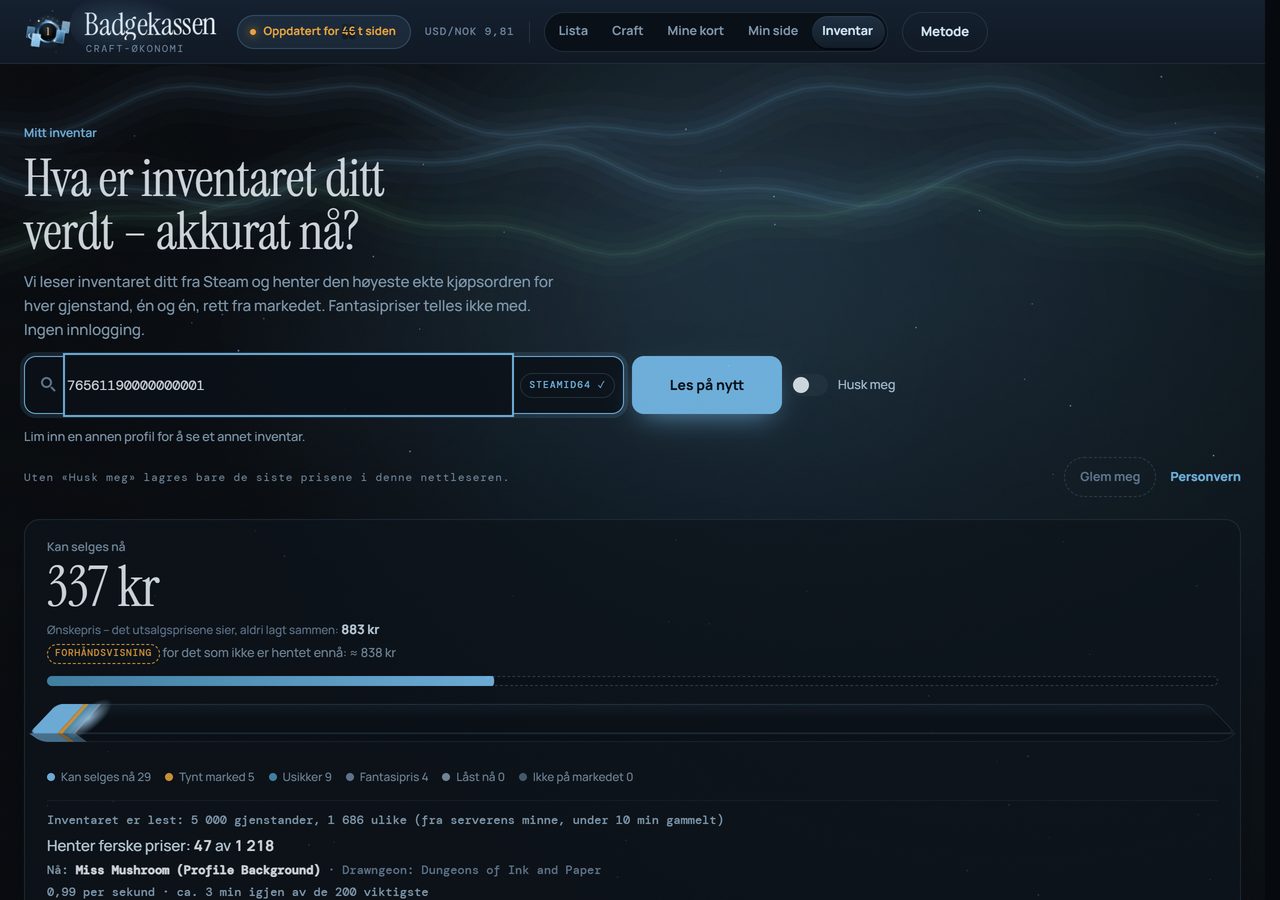 Badgekassen
CRAFT-ØKONOMI
Oppdatert for t siden
USD/NOK 9,81
Lista
Craft
Mine kort
Min side
Inventar
Metode
Mitt inventar
Hva er inventaret ditt
verdt – akkurat nå?
Vi leser inventaret ditt fra Steam og henter den høyeste ekte kjøpsordren for
hver gjenstand, én og én, rett fra markedet. Fantasipriser telles ikke med.
Ingen innlogging.
76561190000000001
STEAMID64 ✓
Les på nytt
Husk meg
Lim inn en annen profil for å se et annet inventar.
Uten «Husk meg» lagres bare de siste prisene i denne nettleseren.
Glem meg
Personvern
Kan selges nå
337 kr
Ønskepris – det utsalgsprisene sier, aldri lagt sammen: 883 kr
FORHÅNDSVISNING for det som ikke er hentet ennå: ≈ 838 kr
Kan selges nå 29
Tynt marked 5
Usikker 9
Fantasipris 4
Låst nå 0
Ikke på markedet 0
Inventaret er lest: 5 000 gjenstander, 1 686 ulike (fra serverens minne, under 10 min gammelt)
Henter ferske priser: 47 av 1 218
Nå: Miss Mushroom (Profile Background) · Drawngeon: Dungeons of Ink and Paper
0,99 per sekund · ca. 3 min igjen av de 200 viktigste